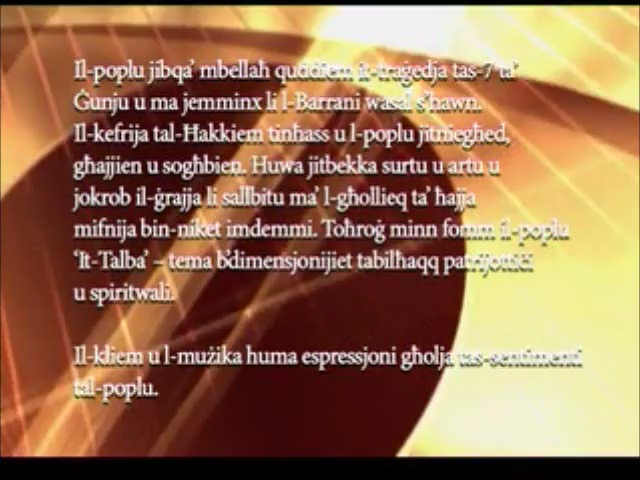 Il-poplu jibqa' mbellaħ quddiem it-traġedja tas-7 ta'
Ġunju u ma jemminx li l-Barrani wasal s'hawn.
Il-kefrija tal-Ħakkiem tinħass u l-poplu jitmegħed,
għajjien u sogħbien. Huwa jitbekka surtu u artu u
jokrob il-ġrajja li sallbitu ma' l-għollieq ta' ħajja
mifnija bin-niket imdemmi. Toħroġ minn fomm il-poplu
'It-Talba' – tema b'dimensjonijiet tabilħaqq patrijottiċi
u spiritwali.
Il-kliem u l-mużika huma espressjoni għolja tas-sentimenti
tal-poplu.